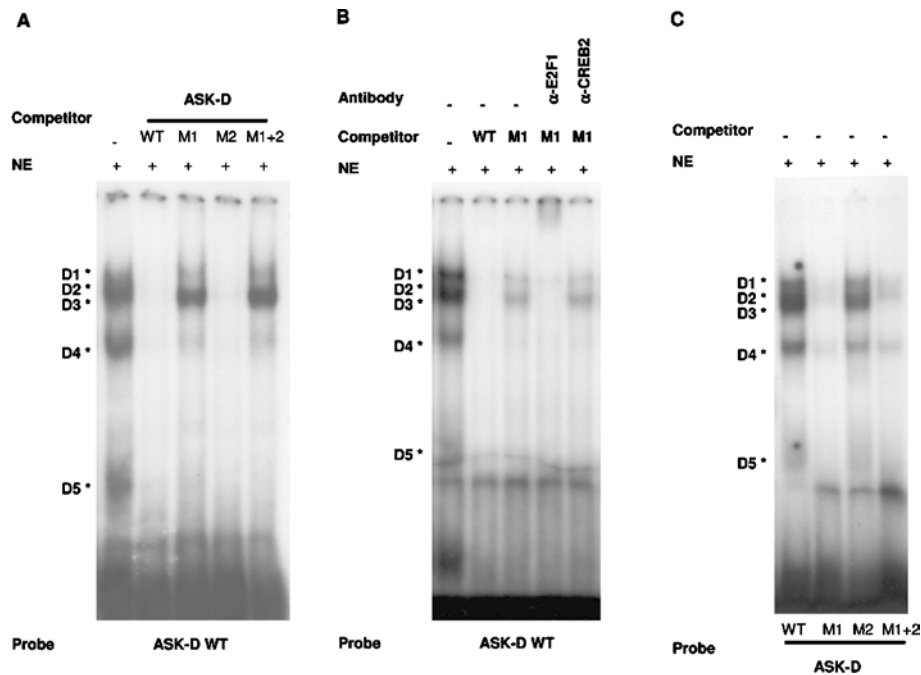 A
ASK-D
Competitor
- WT M1 M2 M1+2
NE + + + + +
D1 *
D2 *
D3 *
D4 *
D5 *
Probe ASK-D WT
B
Antibody - - - α-E2F1 α-CREB2
Competitor - WT M1 M1 M1
NE + + + + +
D1 *
D2 *
D3 *
D4 *
D5 *
Probe ASK-D WT
C
Competitor - - - -
NE + + + +
D1 *
D2 *
D3 *
D4 *
D5 *
WT M1 M2 M1+2
Probe
ASK-D